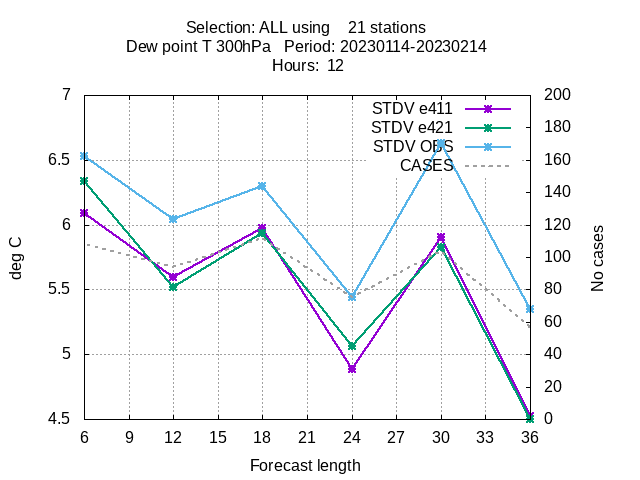 Selection: ALL using 21 stations
Dew point T 300hPa Period: 20230114-20230214
Hours: 12
7
6.5
6
5.5
5
4.5
deg C
STDV e411
STDV e421
STDV OBS
CASES
200
180
160
140
120
100
80
60
40
20
0
No cases
6 9 12 15 18 21 24 27 30 33 36
Forecast length